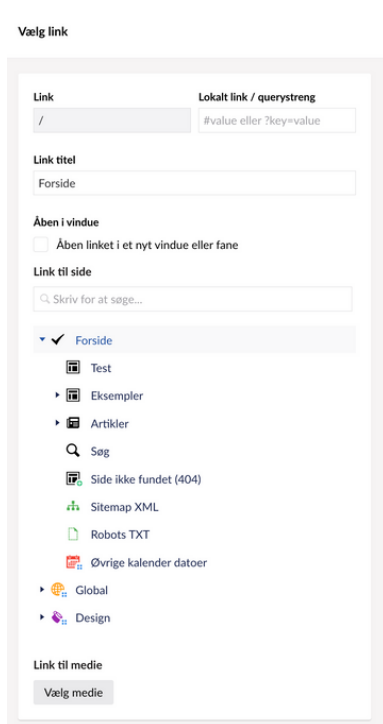 Vælg link
Link
Lokalt link / querystreng
/
#value eller ?key=value
Link titel
Forside
Åben i vindue
Åben linket i et nyt vindue eller fane
Link til side
Skriv for at søge...
Forside
Test
Eksempler
Artikler
Søg
Side ikke fundet (404)
Sitemap XML
Robots TXT
Øvrige kalender datoer
Global
Design
Link til medie
Vælg medie